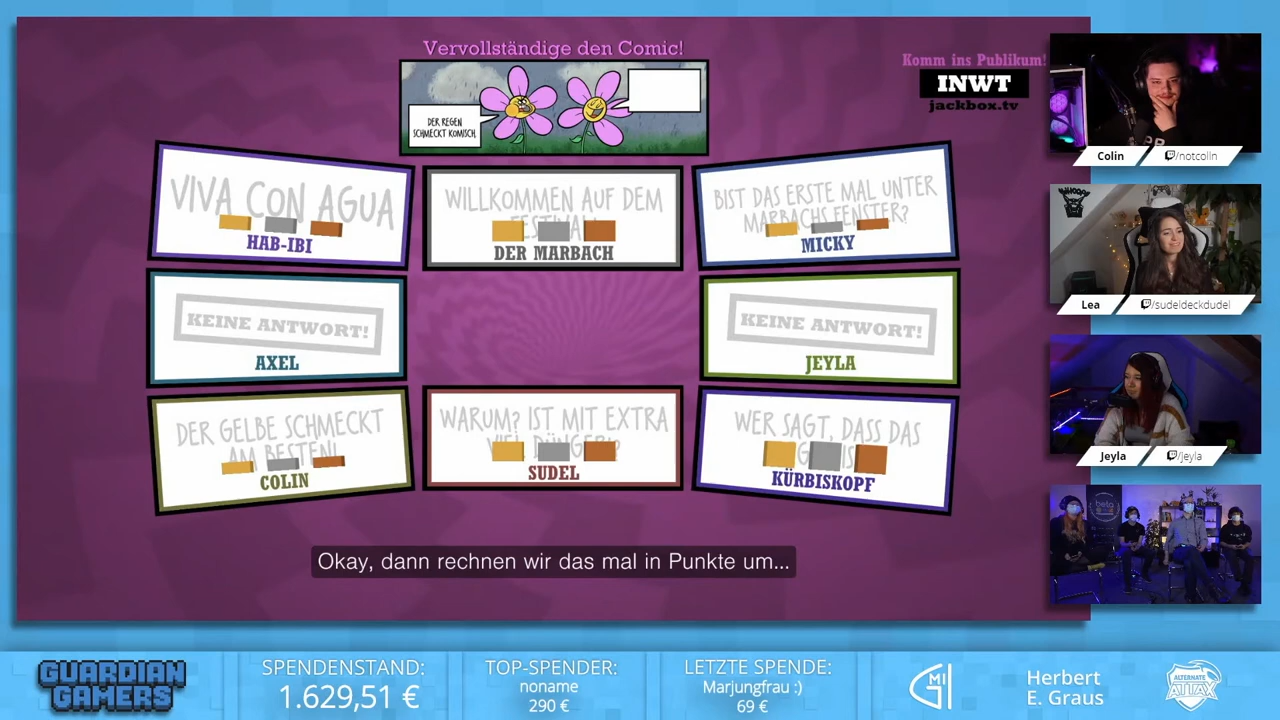 Vervollständige den Comic!
DER REGEN
SCHMECKT KOMISCH.
Komm ins Publikum!
INWT
jackbox.tv
VIVA CON AGUA
HAB-IBI
WILLKOMMEN AUF DEM
DER MARBACH
BIST DAS ERSTE MAL UNTER
MARBACHS FENSTER?
MICKY
KEINE ANTWORT!
AXEL
KEINE ANTWORT!
JEYLA
DER GELBE SCHMECKT
AM BESTEN!
COLIN
WARUM? IST MIT EXTRA
SUDEL
WER SAGT, DASS DAS
KÜRBISKOPF
Okay, dann rechnen wir das mal in Punkte um...
Colin
/notcolin
Lea
/sudeldeckdudel
Jeyla
/jeyla
GUARDIAN
GAMERS
SPENDENSTAND:
1.629,51 €
TOP-SPENDER:
noname
290 €
LETZTE SPENDE:
Marjungfrau :)
69 €
Herbert
E. Graus
ALTERNATE
ATTAX